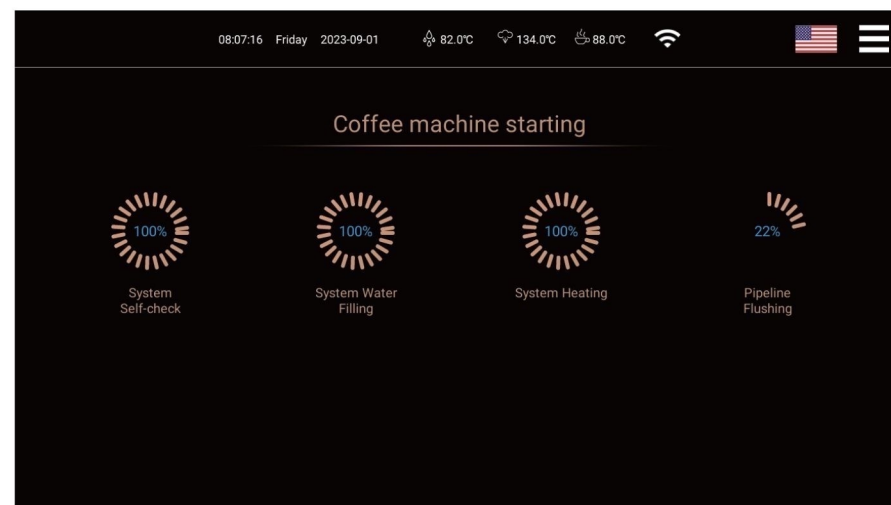 08:07:16 Friday 2023-09-01 82.0℃ 134.0℃ 88.0℃
Coffee machine starting
100% 100% 100% 22%
System System Water System Heating Pipeline
Self-check Filling Flushing